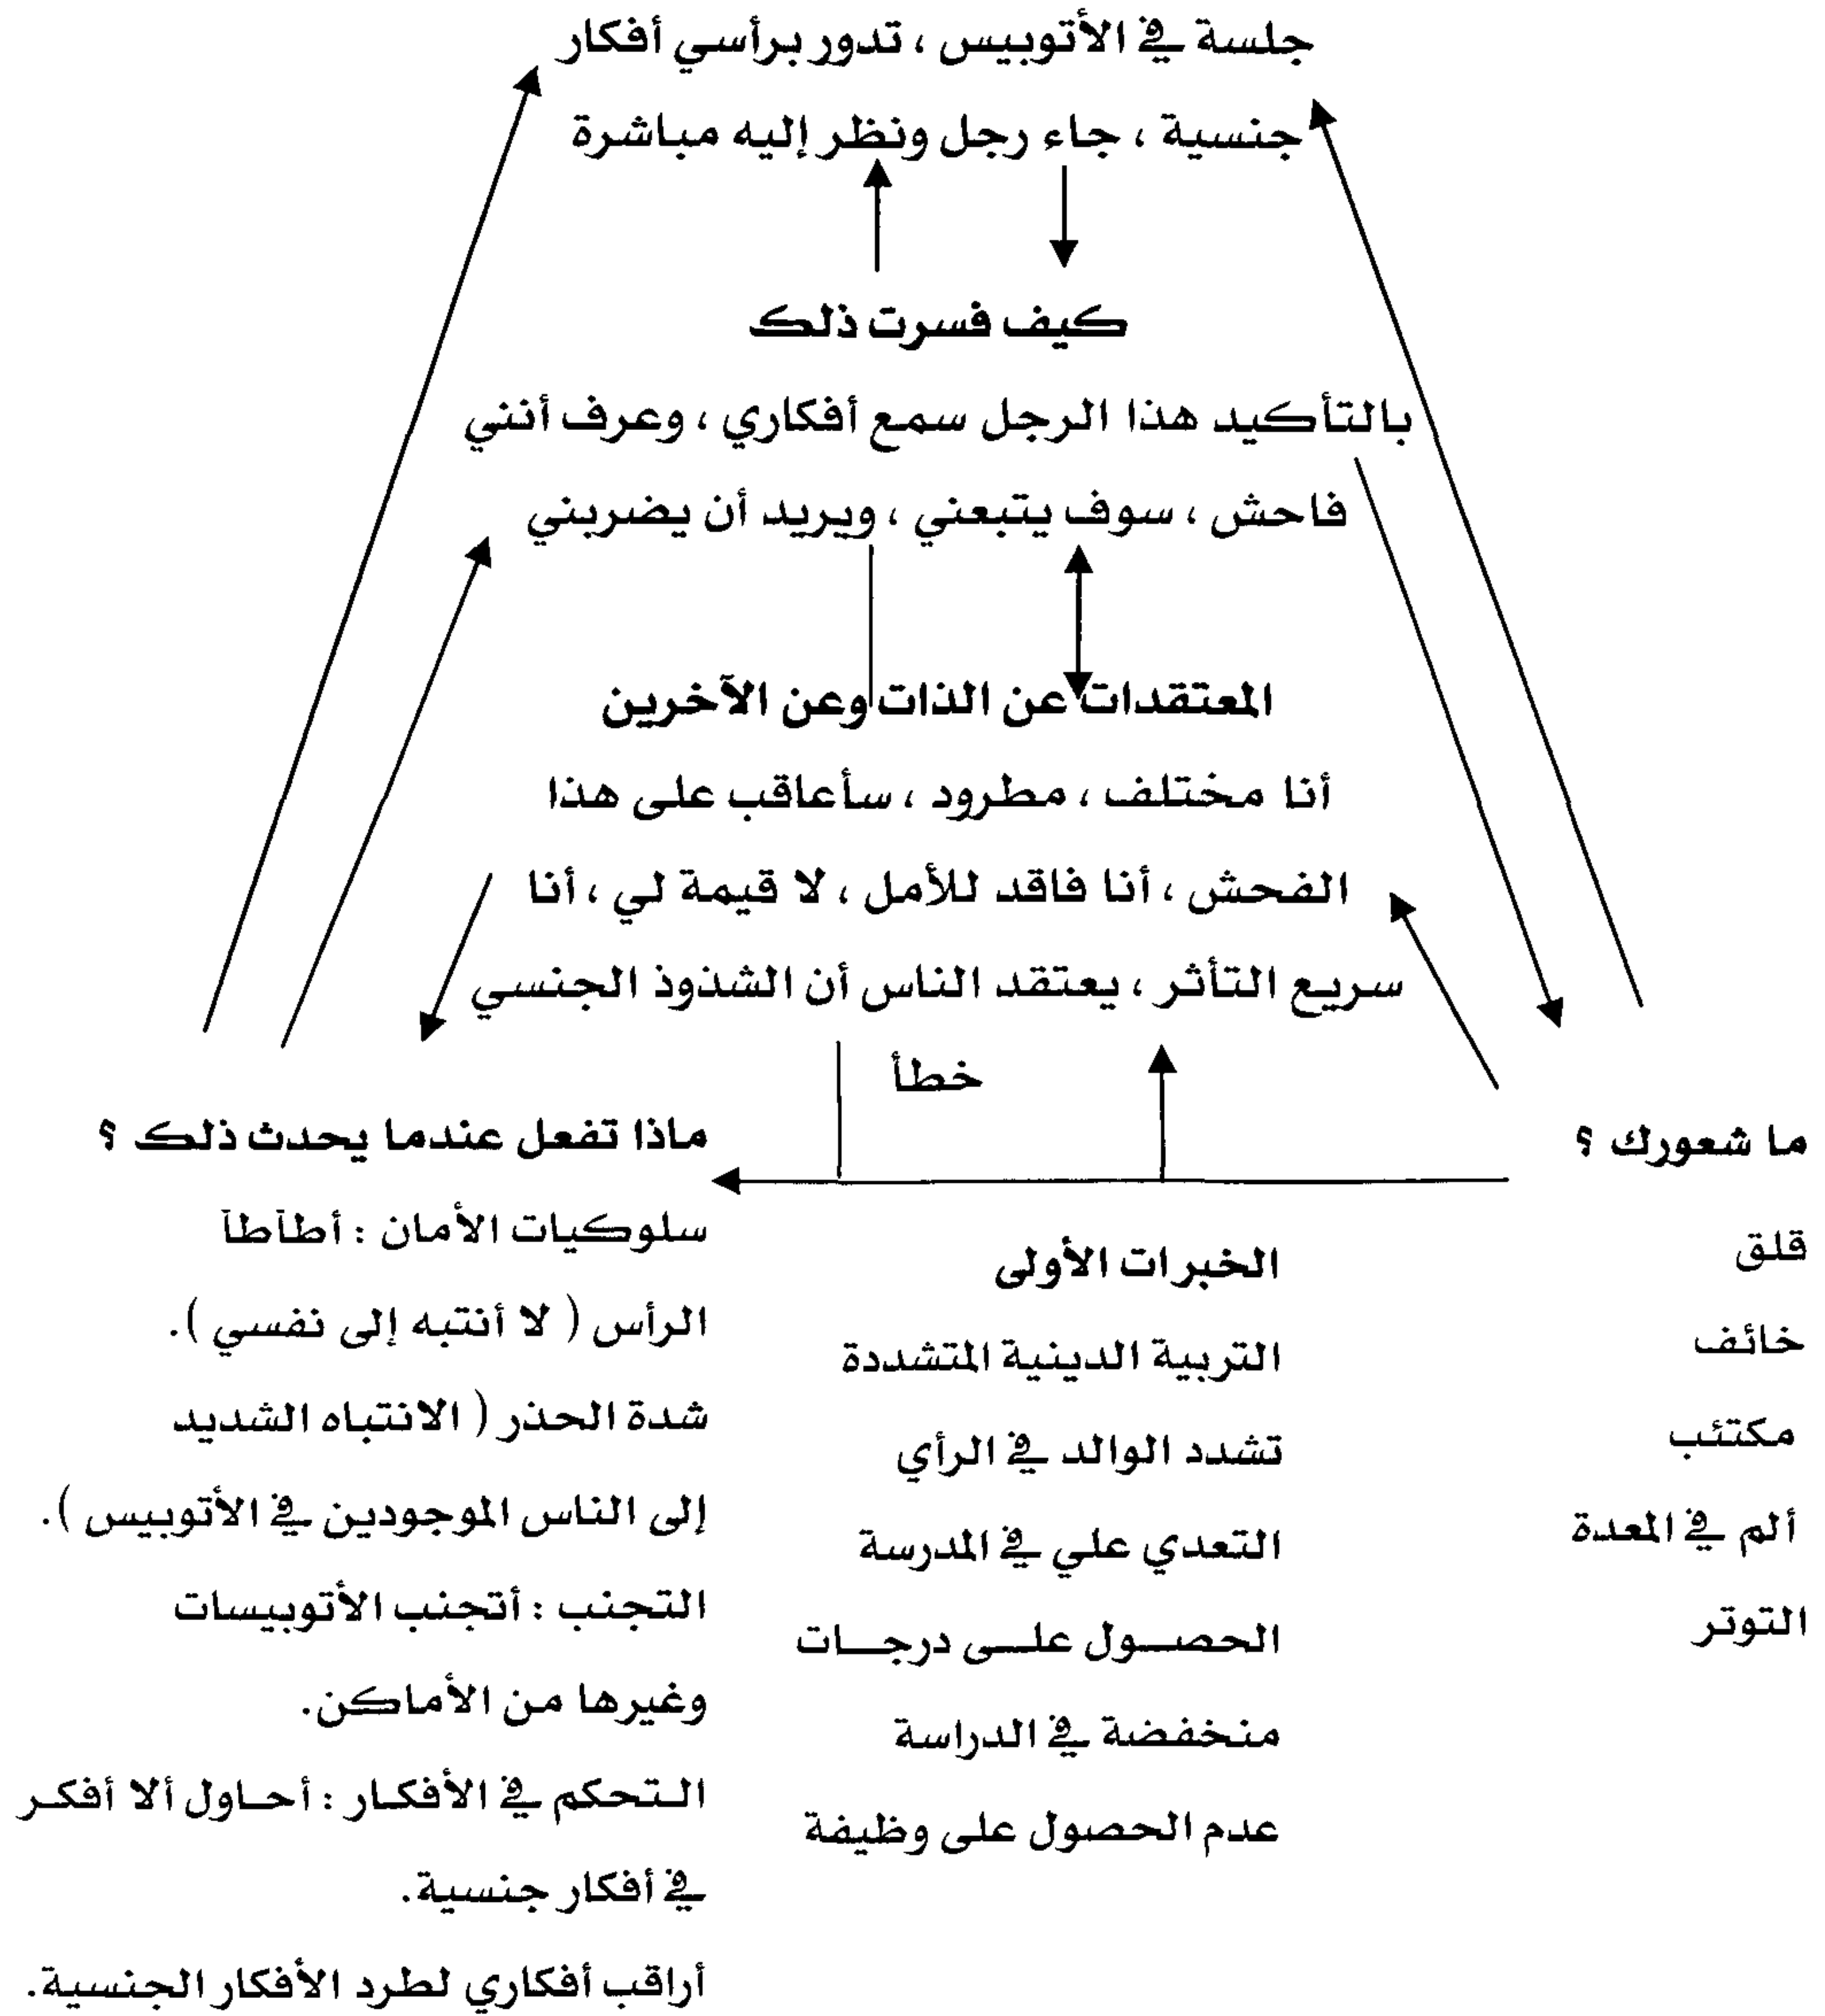 جلسة في الأتوبيس ، تدور برأسي أفكار
جنسية ، جاء رجل ونظر إليه مباشرة
كيف فسرت ذلك
بالتأكيد هذا الرجل سمع أفكاري ، وعرف أنني
فاحش ، سوف يتبعني ، ويريد أن يضربني
المعتقدات عن الذات وعن الآخرين
أنا مختلف ، مطرود ، سأعاقب على هذا
الفحش ، أنا فاقد للأمل ، لا قيمة لي ، أنا
سريع التأثر ، يعتقد الناس أن الشذوذ الجنسي
خطأ
ما شعورك ؟
قلق
خائف
مكتئب
ألم في المعدة
التوتر
الخبرات الأولى
التربية الدينية المتشددة
تشدد الوالد في الرأي
التعدي علي في المدرسة
الحصول على درجات
منخفضة في الدراسة
عدم الحصول على وظيفة
ماذا تفعل عندما يحدث ذلك ؟
سلوكيات الأمان : أطآطآ
الرأس ( لا أنتبه إلى نفسي ).
شدة الحذر ( الانتباه الشديد
إلى الناس الموجودين في الأتوبيس ).
التجنب : أتجنب الأتوبيسات
وغيرها من الأماكن.
التحكم في الأفكار : أحاول ألا أفكر
في أفكار جنسية.
أراقب أفكاري لطرد الأفكار الجنسية.